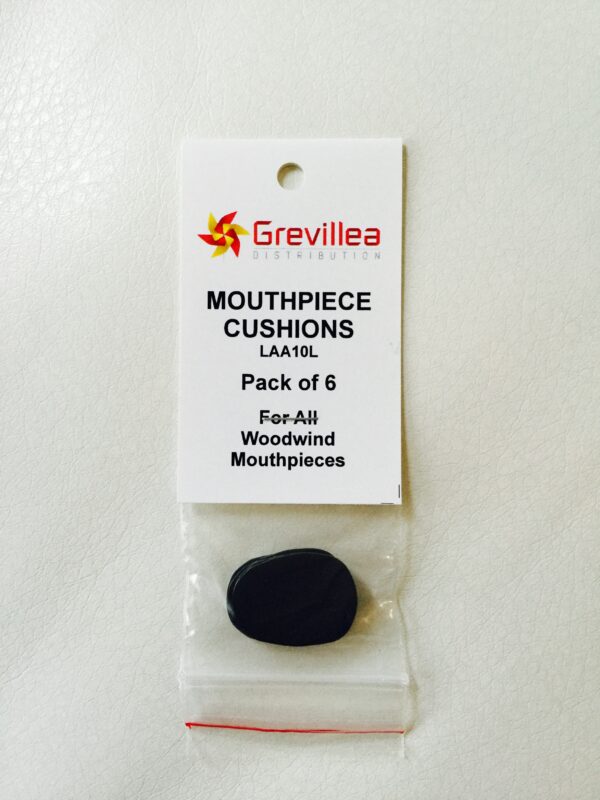 Grevillea
DISTRIBUTION
MOUTHPIECE
CUSHIONS
LAA10L
Pack of 6
For All
Woodwind
Mouthpieces